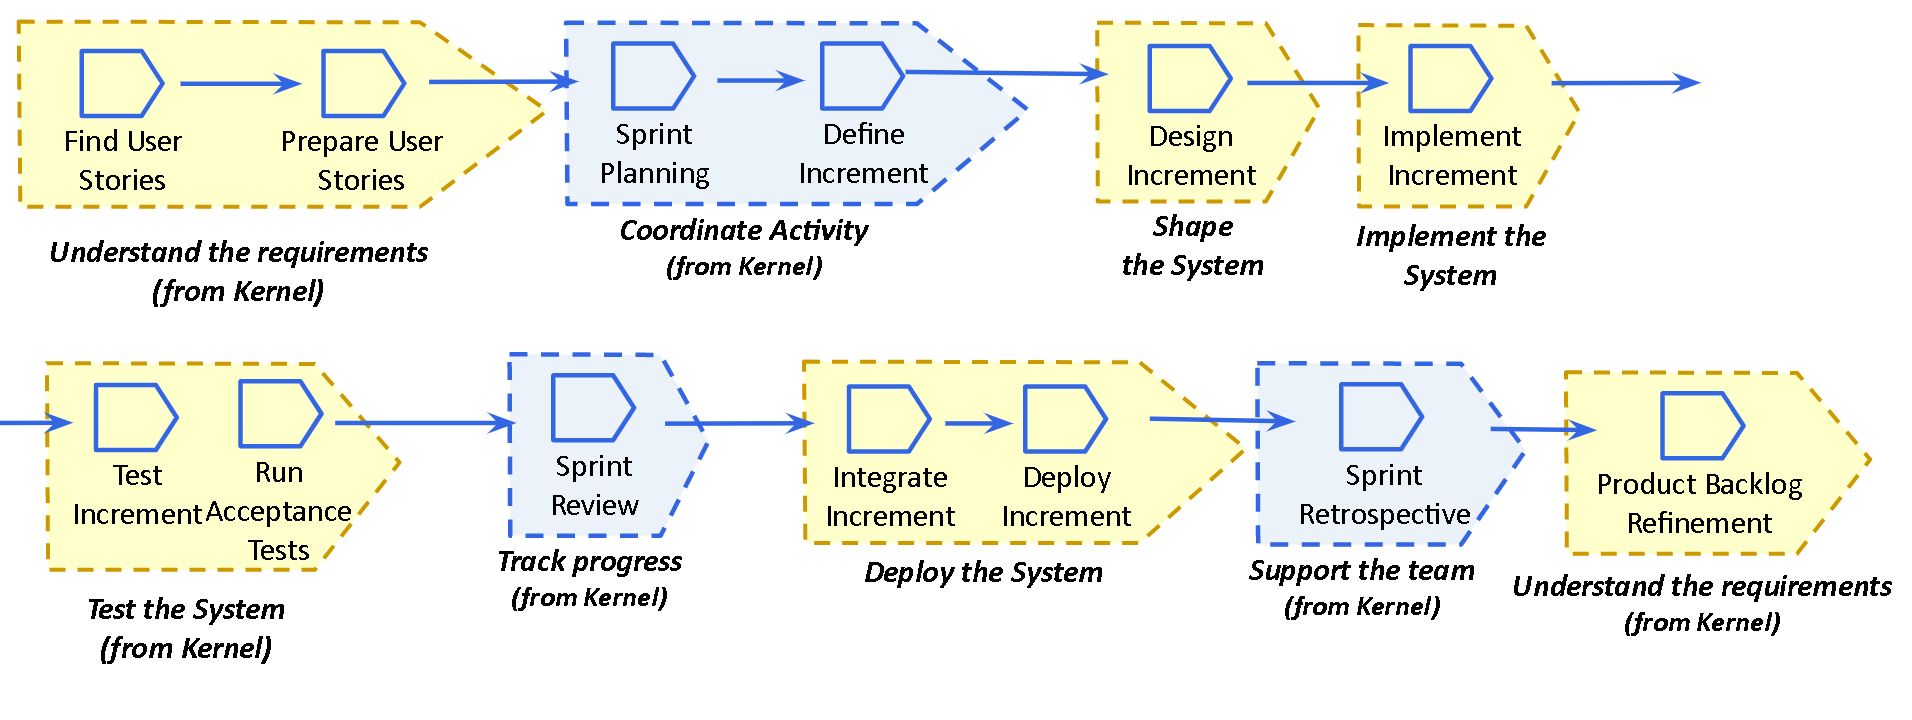 Find User
Stories
Prepare User
Stories
Understand the requirements
(from Kernel)
Sprint
Planning
Define
Increment
Coordinate Activity
(from Kernel)
Design
Increment
Shape
the System
Implement
Increment
Implement the
System
Test
Increment
Run
Acceptance
Tests
Test the System
(from Kernel)
Sprint
Review
Track progress
(from Kernel)
Integrate
Increment
Deploy
Increment
Deploy the System
Sprint
Retrospective
Support the team
(from Kernel)
Product Backlog
Refinement
Understand the requirements
(from Kernel)